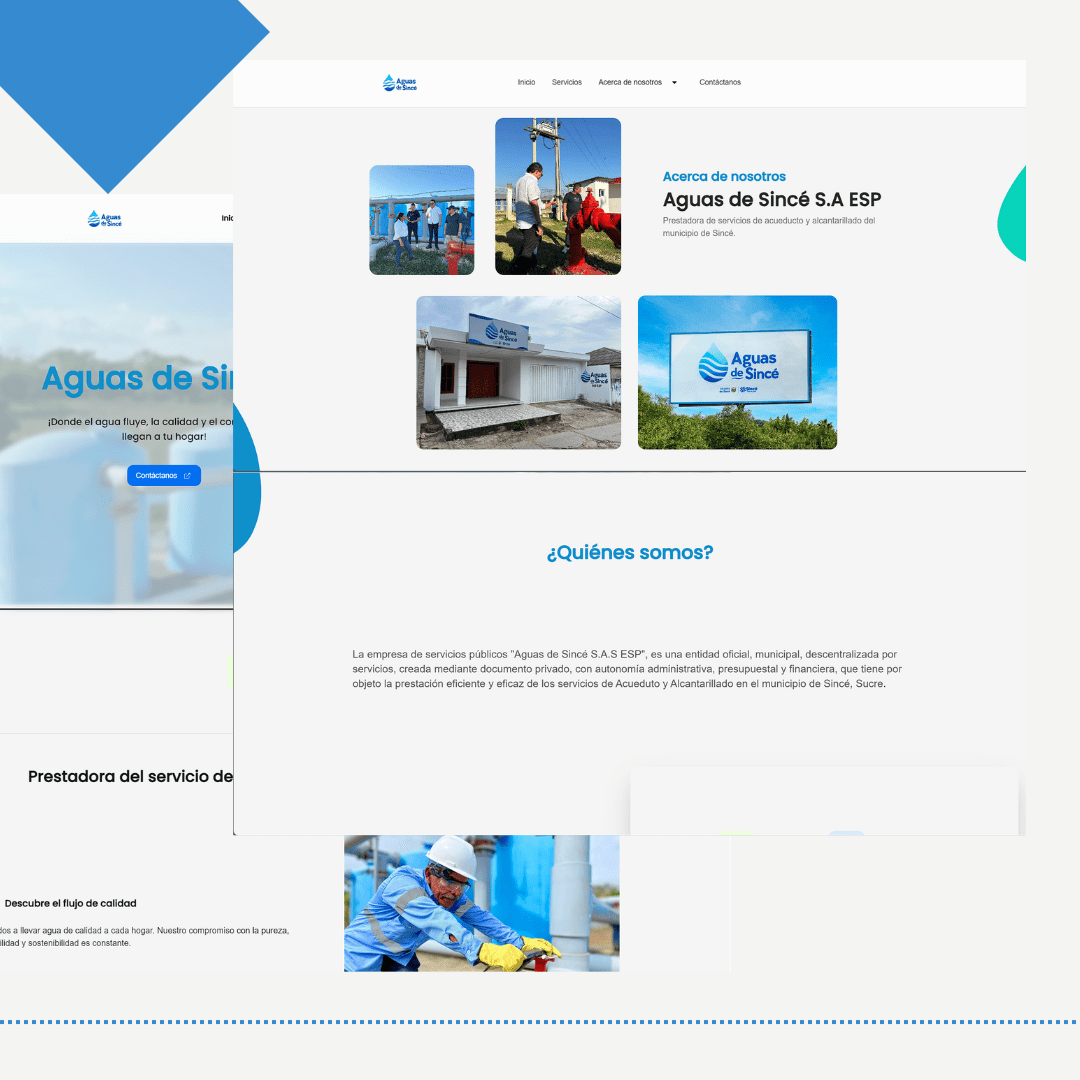 Aguas
de Sincé
Inicio Servicios Acerca de nosotros Contáctanos
Acerca de nosotros
Aguas de Sincé S.A ESP
Prestadora de servicios de acueducto y alcantarillado del
municipio de Sincé.
Aguas
de Sincé
Aguas
de Sincé
Aguas
de Sincé
¿Quiénes somos?
La empresa de servicios públicos "Aguas de Sincé S.A.S ESP", es una entidad oficial, municipal, descentralizada por
servicios, creada mediante documento privado, con autonomía administrativa, presupuestal y financiera, que tiene por
objeto la prestación eficiente y eficaz de los servicios de Acueduto y Alcantarillado en el municipio de Sincé, Sucre.
Aguas
de Sincé
Aguas de
¡Donde el agua fluye, la calidad y el
llegan a tu hogar!
Contáctanos
Prestadora del servicio de
Descubre el flujo de calidad
a llevar agua de calidad a cada hogar. Nuestro compromiso con la pureza,
y sostenibilidad es constante.